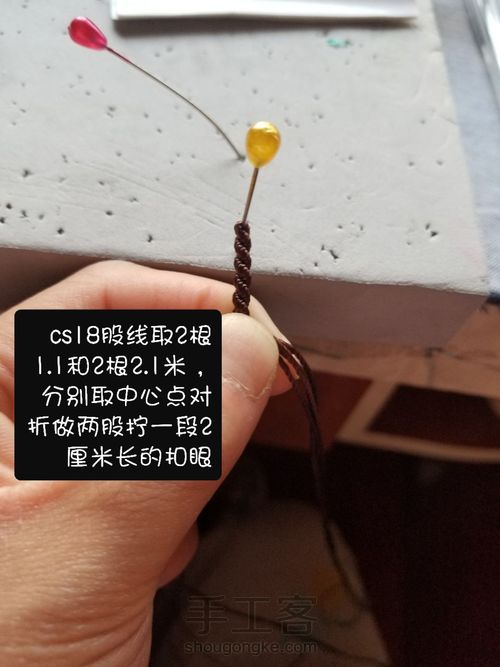 cs18股线取2根
1.1和2根2.1米，
分别取中心点对
折做两股拧一段2
厘米长的扣眼
手工客
shougongke.com